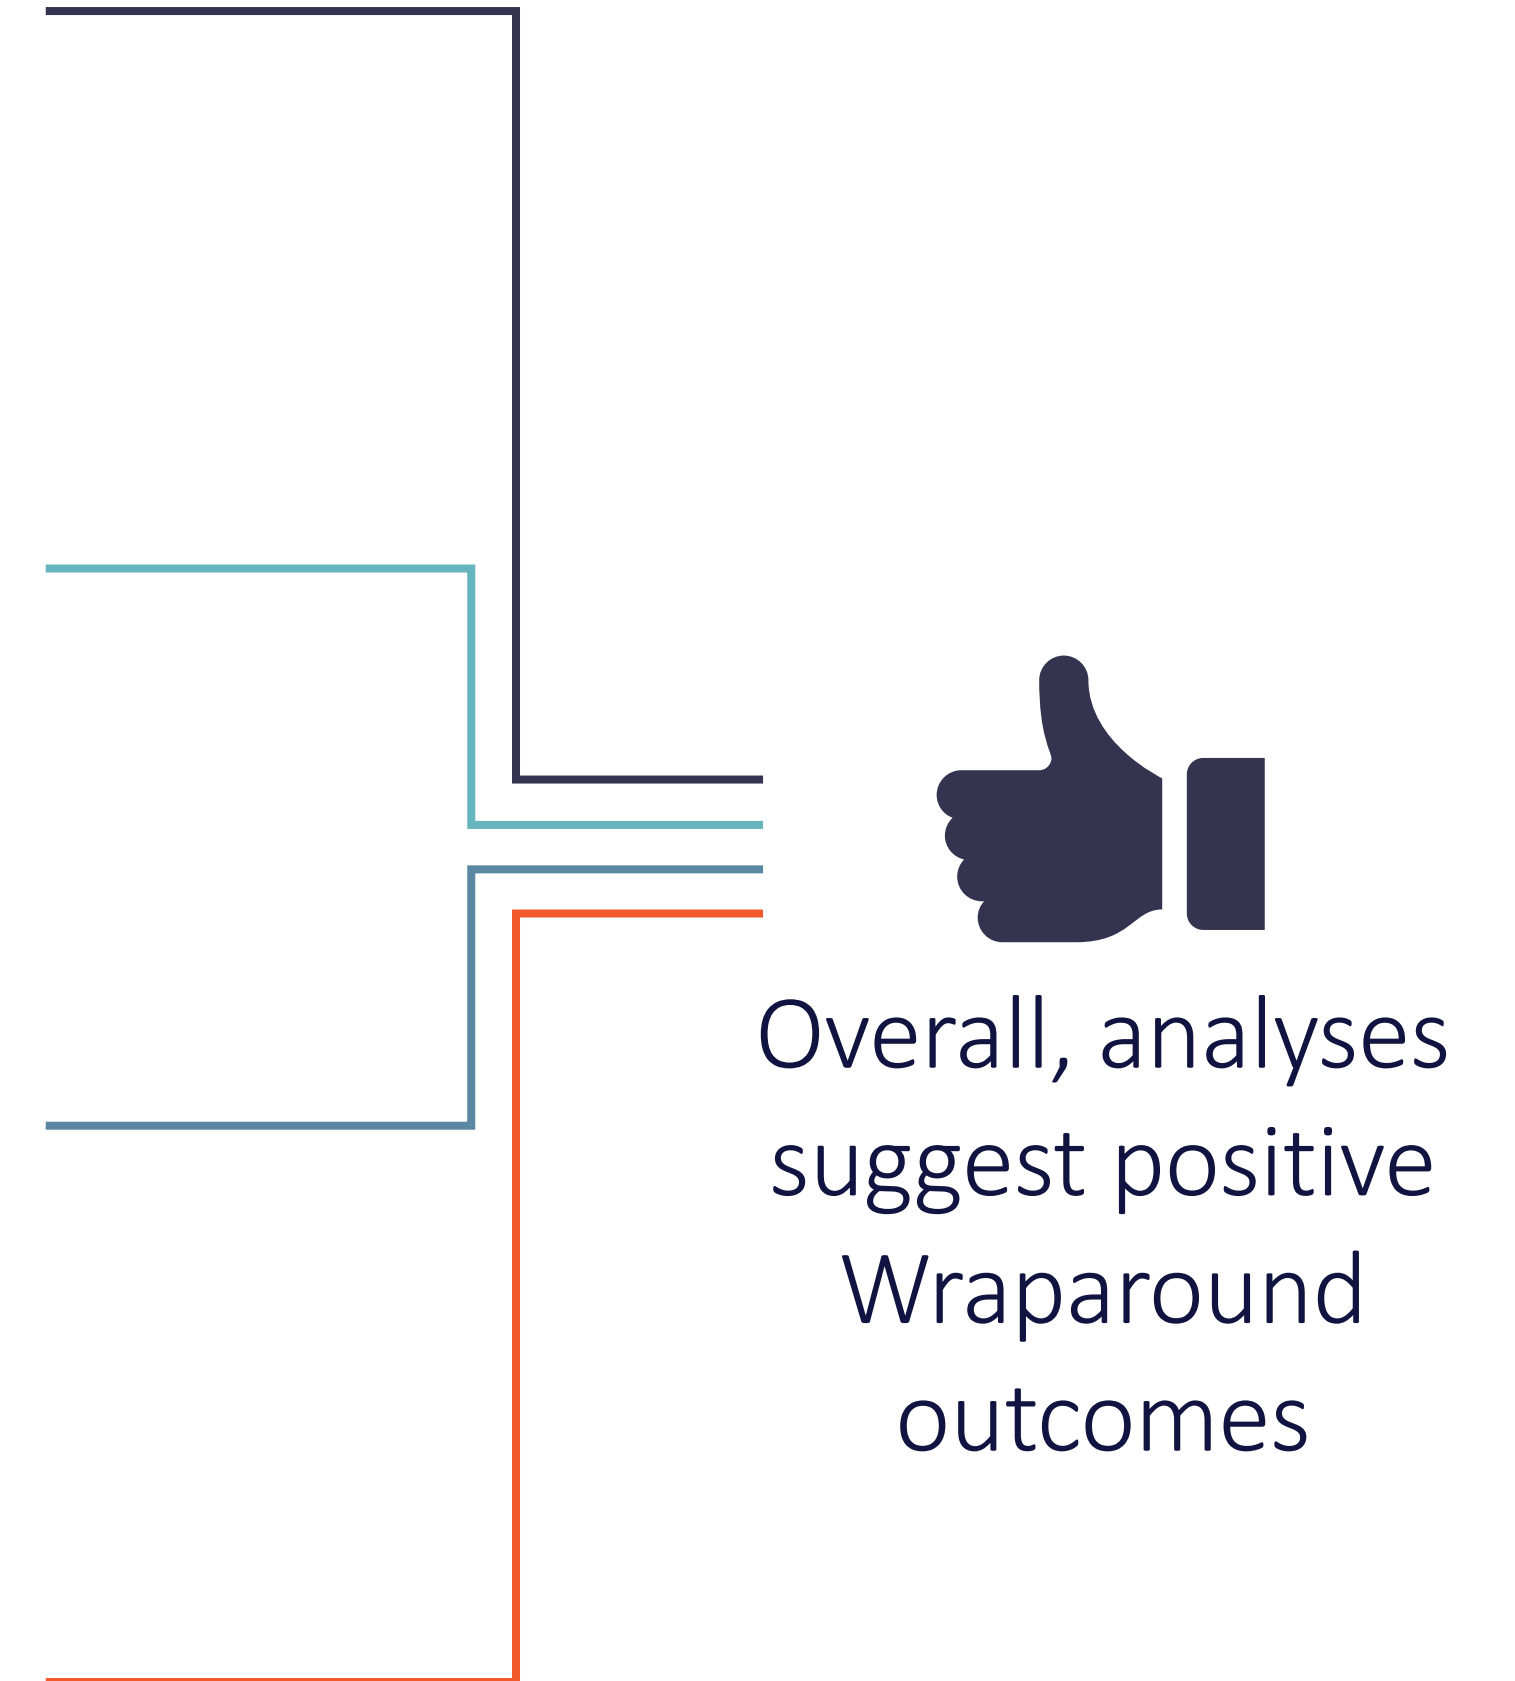 Overall, analyses
suggest positive
Wraparound
outcomes